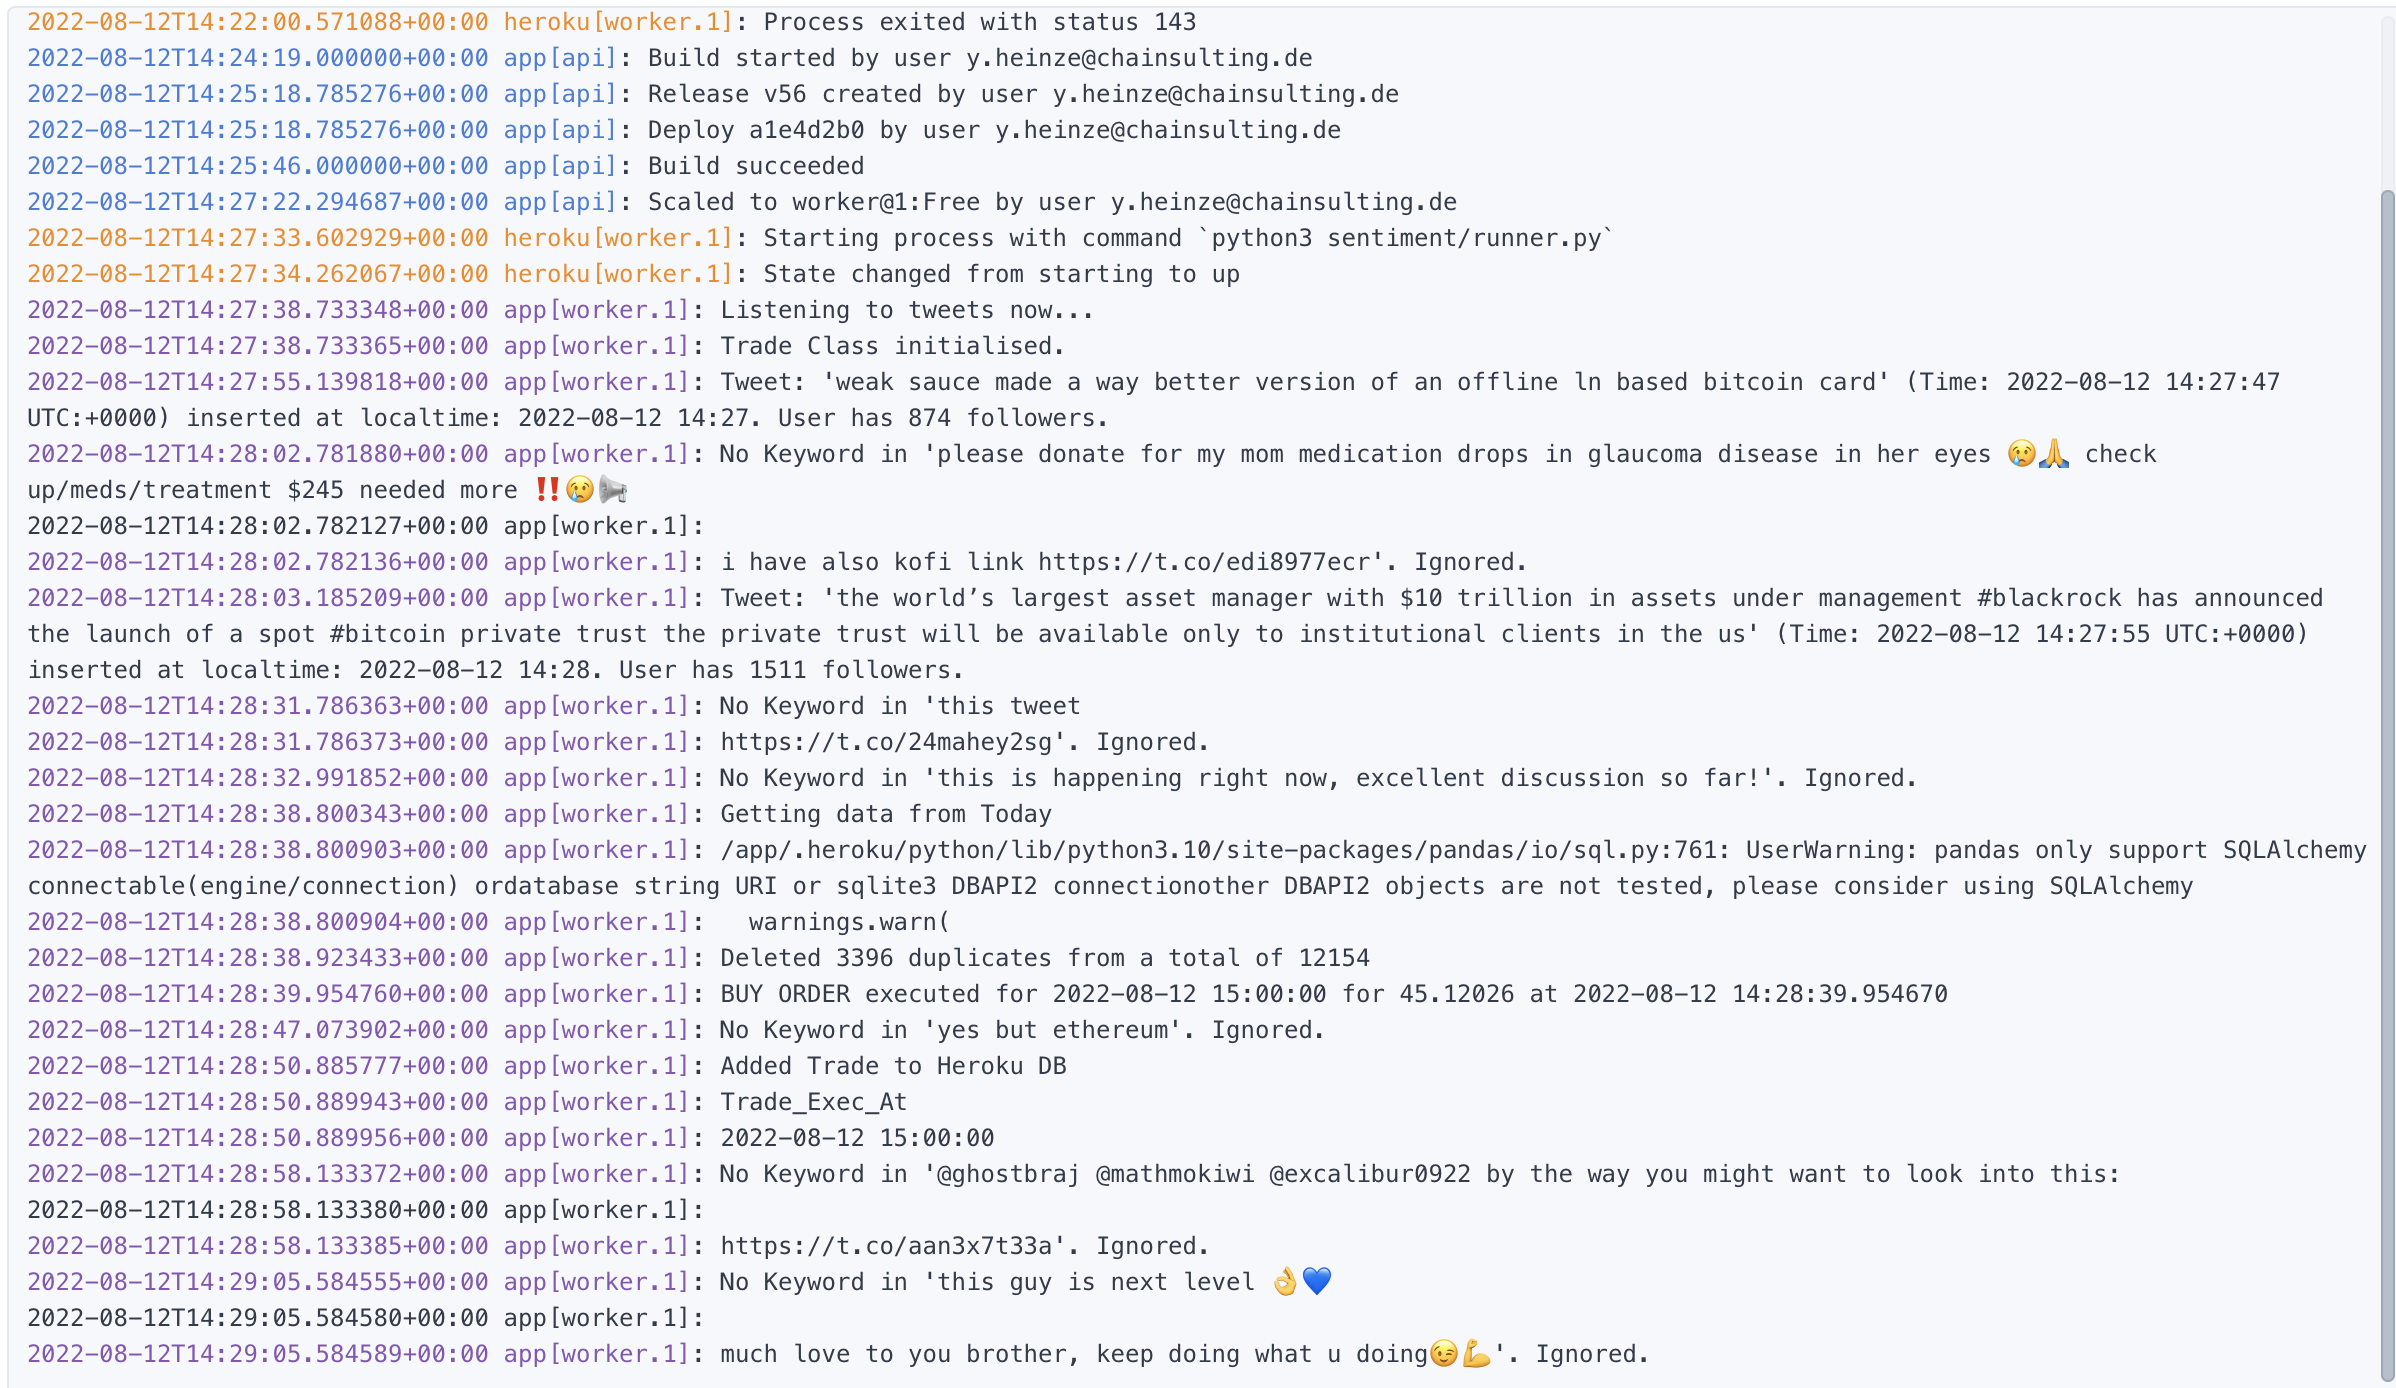 2022-08-12T14:22:00.571088+00:00 heroku[worker.1]: Process exited with status 143
2022-08-12T14:24:19.000000+00:00 app[api]: Build started by user y.heinze@chainsulting.de
2022-08-12T14:25:18.785276+00:00 app[api]: Release v56 created by user y.heinze@chainsulting.de
2022-08-12T14:25:18.785276+00:00 app[api]: Deploy a1e4d2b0 by user y.heinze@chainsulting.de
2022-08-12T14:25:46.000000+00:00 app[api]: Build succeeded
2022-08-12T14:27:22.294687+00:00 app[api]: Scaled to worker@1:Free by user y.heinze@chainsulting.de
2022-08-12T14:27:33.602929+00:00 heroku[worker.1]: Starting process with command `python3 sentiment/runner.py`
2022-08-12T14:27:34.262067+00:00 heroku[worker.1]: State changed from starting to up
2022-08-12T14:27:38.733348+00:00 app[worker.1]: Listening to tweets now...
2022-08-12T14:27:38.733365+00:00 app[worker.1]: Trade Class initialised.
2022-08-12T14:27:55.139818+00:00 app[worker.1]: Tweet: 'weak sauce made a way better version of an offline ln based bitcoin card' (Time: 2022-08-12 14:27:47
UTC:+0000) inserted at localtime: 2022-08-12 14:27. User has 874 followers.
2022-08-12T14:28:02.781880+00:00 app[worker.1]: No Keyword in 'please donate for my mom medication drops in glaucoma disease in her eyes 😢🙏 check
up/meds/treatment $245 needed more ‼️😢📢
2022-08-12T14:28:02.782127+00:00 app[worker.1]:
2022-08-12T14:28:02.782136+00:00 app[worker.1]: i have also kofi link https://t.co/edi8977ecr'. Ignored.
2022-08-12T14:28:03.185209+00:00 app[worker.1]: Tweet: 'the world’s largest asset manager with $10 trillion in assets under management #blackrock has announced
the launch of a spot #bitcoin private trust the private trust will be available only to institutional clients in the us' (Time: 2022-08-12 14:27:55 UTC:+0000)
inserted at localtime: 2022-08-12 14:28. User has 1511 followers.
2022-08-12T14:28:31.786363+00:00 app[worker.1]: No Keyword in 'this tweet
2022-08-12T14:28:31.786373+00:00 app[worker.1]: https://t.co/24mahey2sg'. Ignored.
2022-08-12T14:28:32.991852+00:00 app[worker.1]: No Keyword in 'this is happening right now, excellent discussion so far!'. Ignored.
2022-08-12T14:28:38.800343+00:00 app[worker.1]: Getting data from Today
2022-08-12T14:28:38.800903+00:00 app[worker.1]: /app/.heroku/python/lib/python3.10/site-packages/pandas/io/sql.py:761: UserWarning: pandas only support SQLAlchemy
connectable(engine/connection) ordatabase string URI or sqlite3 DBAPI2 connectionother DBAPI2 objects are not tested, please consider using SQLAlchemy
2022-08-12T14:28:38.800904+00:00 app[worker.1]:   warnings.warn(
2022-08-12T14:28:38.923433+00:00 app[worker.1]: Deleted 3396 duplicates from a total of 12154
2022-08-12T14:28:39.954760+00:00 app[worker.1]: BUY ORDER executed for 2022-08-12 15:00:00 for 45.12026 at 2022-08-12 14:28:39.954670
2022-08-12T14:28:47.073902+00:00 app[worker.1]: No Keyword in 'yes but ethereum'. Ignored.
2022-08-12T14:28:50.885777+00:00 app[worker.1]: Added Trade to Heroku DB
2022-08-12T14:28:50.889943+00:00 app[worker.1]: Trade_Exec_At
2022-08-12T14:28:50.889956+00:00 app[worker.1]: 2022-08-12 15:00:00
2022-08-12T14:28:58.133372+00:00 app[worker.1]: No Keyword in '@ghostbraj @mathmokiwi @excalibur0922 by the way you might want to look into this:
2022-08-12T14:28:58.133380+00:00 app[worker.1]:
2022-08-12T14:28:58.133385+00:00 app[worker.1]: https://t.co/aan3x7t33a'. Ignored.
2022-08-12T14:29:05.584555+00:00 app[worker.1]: No Keyword in 'this guy is next level 👌💙
2022-08-12T14:29:05.584580+00:00 app[worker.1]:
2022-08-12T14:29:05.584589+00:00 app[worker.1]: much love to you brother, keep doing what u doing😉💪'. Ignored.